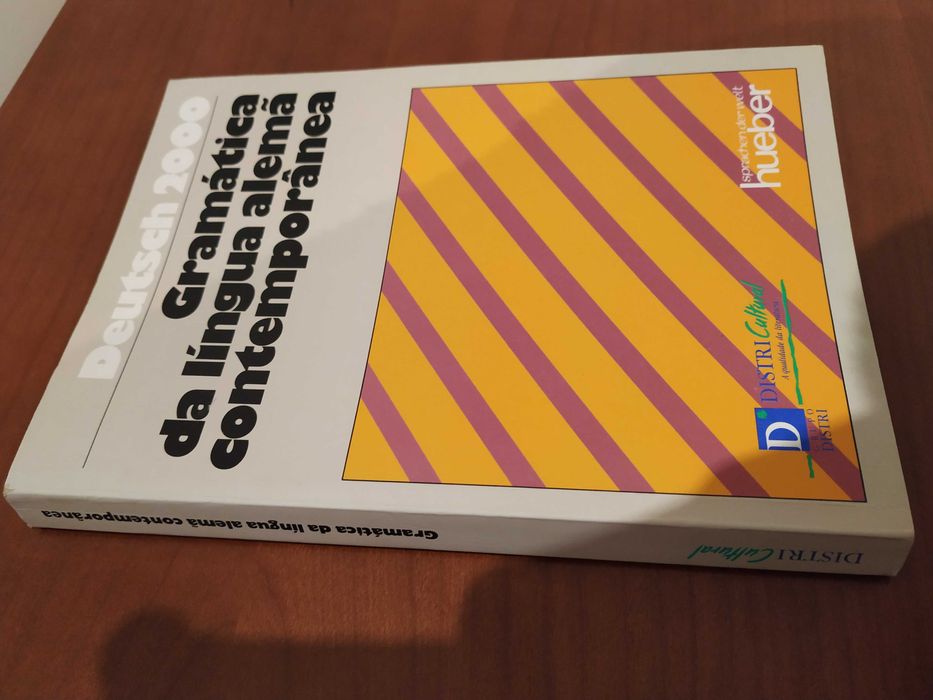 Deutsch 2000
Gramática
da língua alemã
contemporânea
sprachen der welt
hueber
D
GRUPO
DISTRI
DISTRI Cultural
A qualidade da
Gramática da língua alemã contemporânea
DISTRI Cultural